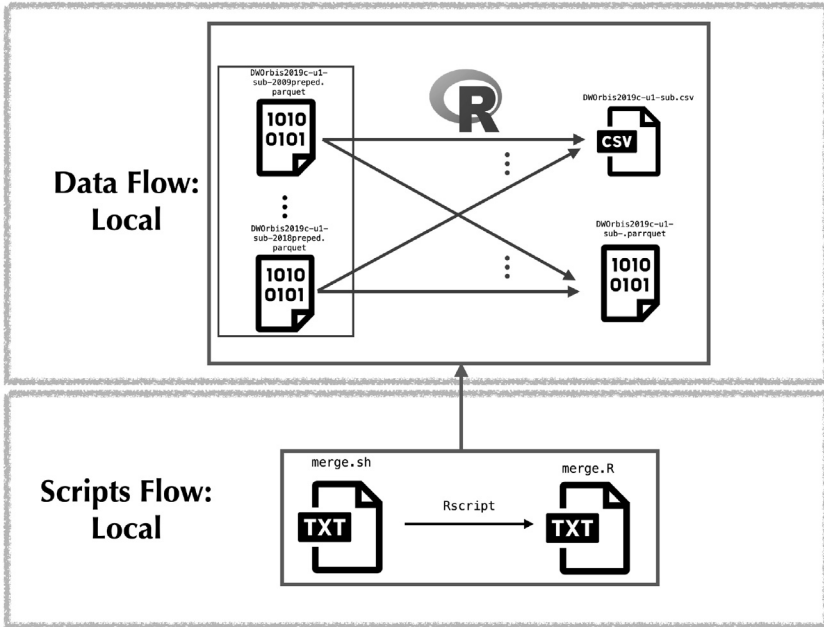 Data Flow:
Local
DWOrbis2019c-u1-
sub-2009preped.
parquet
1010
0101
DWOrbis2019c-u1-
sub-2018preped.
parquet
1010
0101
R
DWOrbis2019c-u1-sub.csv
CSV
DWOrbis2019c-u1-
sub-.parrquet
1010
0101
Scripts Flow:
Local
merge.sh
TXT
Rscript
merge.R
TXT